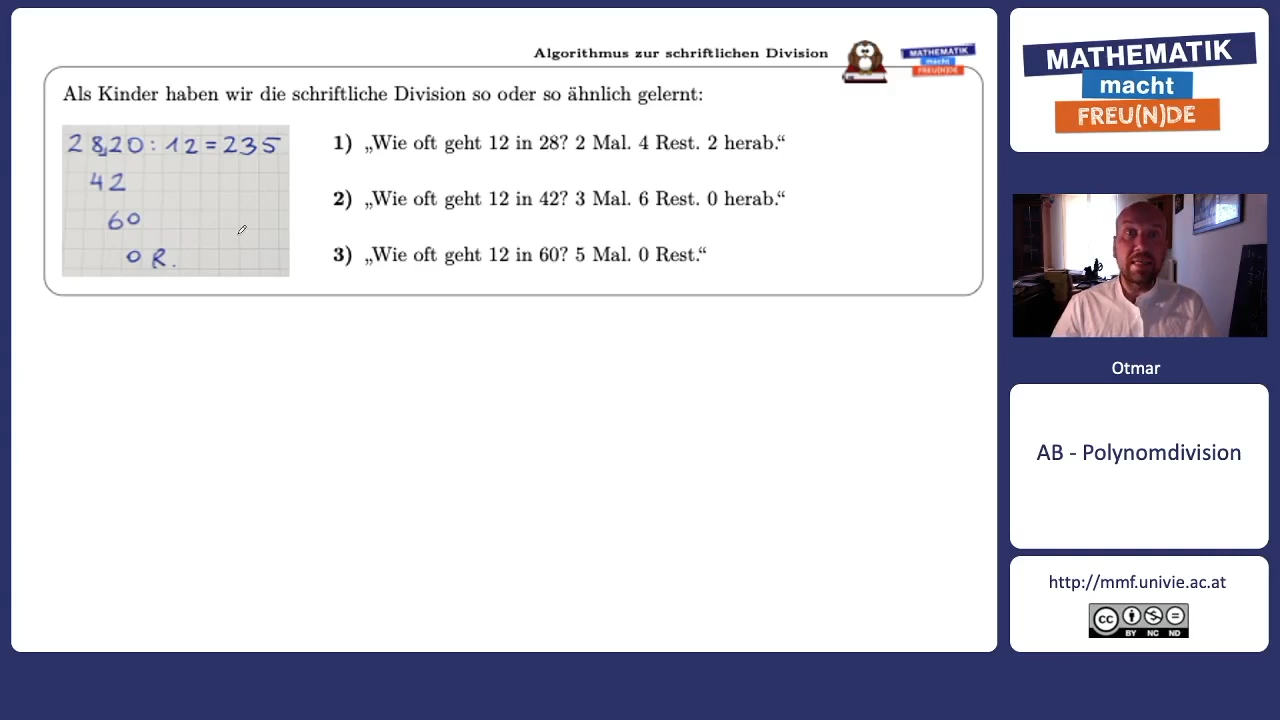 Algorithmus zur schriftlichen Division
MATHEMATIK
macht
FREU(N)DE
Als Kinder haben wir die schriftliche Division so oder so ähnlich gelernt:
28,20 : 12 = 235
42
60
0 R.
1) „Wie oft geht 12 in 28? 2 Mal. 4 Rest. 2 herab.“
2) „Wie oft geht 12 in 42? 3 Mal. 6 Rest. 0 herab.“
3) „Wie oft geht 12 in 60? 5 Mal. 0 Rest.“
MATHEMATIK
macht
FREU(N)DE
Otmar
AB - Polynomdivision
http://mmf.univie.ac.at
CC
BY NC ND